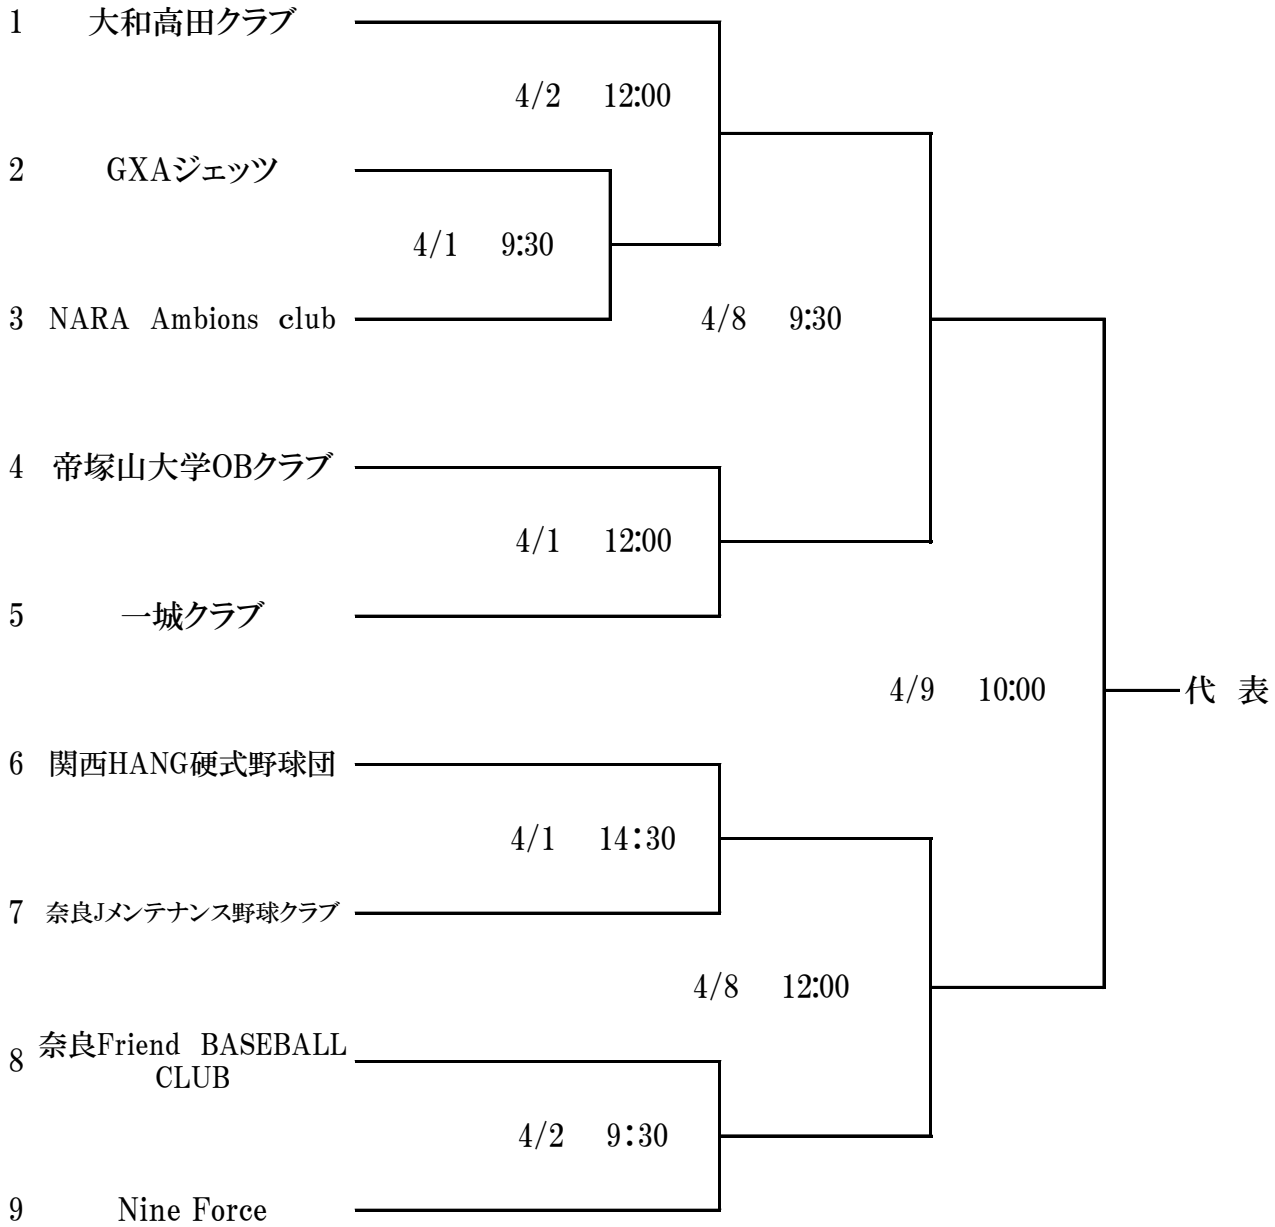 1 大和高田クラブ
4/2 12:00
2 GXAジェッツ
4/1 9:30
3 NARA Ambions club
4/8 9:30
4 帝塚山大学OBクラブ
4/1 12:00
5 一城クラブ
4/9 10:00
代 表
6 関西HANG硬式野球団
4/1 14:30
7 奈良Jメンテナンス野球クラブ
4/8 12:00
8 奈良Friend BASEBALL
CLUB
4/2 9:30
9 Nine Force